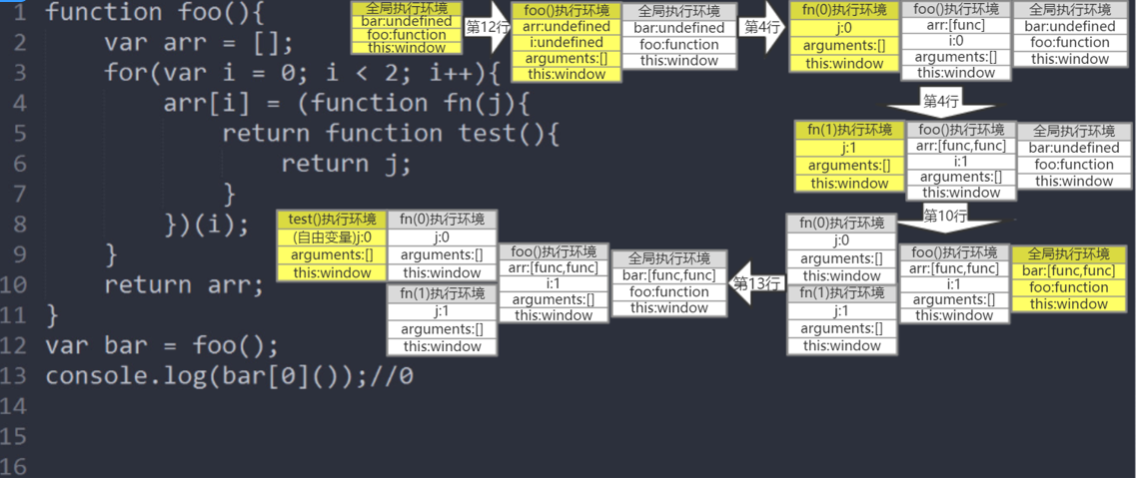 1 function foo(){
2 var arr = [];
3 for(var i = 0; i < 2; i++){
4 arr[i] = (function fn(j){
5 return function test(){
6 return j;
7 }
8 })(i);
9 }
10 return arr;
11 }
12 var bar = foo();
13 console.log(bar[0]());//0
14
15
16
全局执行环境
bar:undefined
foo:function
this:window
第12行
foo()执行环境
arr:undefined
i:undefined
arguments:[]
this:window
全局执行环境
bar:undefined
foo:function
this:window
第4行
fn(0)执行环境
j:0
arguments:[]
this:window
foo()执行环境
arr:[func]
i:0
arguments:[]
this:window
全局执行环境
bar:undefined
foo:function
this:window
第4行
fn(1)执行环境
j:1
arguments:[]
this:window
foo()执行环境
arr:[func,func]
i:1
arguments:[]
this:window
全局执行环境
bar:undefined
foo:function
this:window
第10行
fn(0)执行环境
j:0
arguments:[]
this:window
fn(1)执行环境
j:1
arguments:[]
this:window
foo()执行环境
arr:[func,func]
i:1
arguments:[]
this:window
全局执行环境
bar:[func,func]
foo:function
this:window
第13行
test()执行环境
(自由变量)j:0
arguments:[]
this:window
fn(0)执行环境
j:0
arguments:[]
this:window
fn(1)执行环境
j:1
arguments:[]
this:window
foo()执行环境
arr:[func,func]
i:1
arguments:[]
this:window
全局执行环境
bar:[func,func]
foo:function
this:window